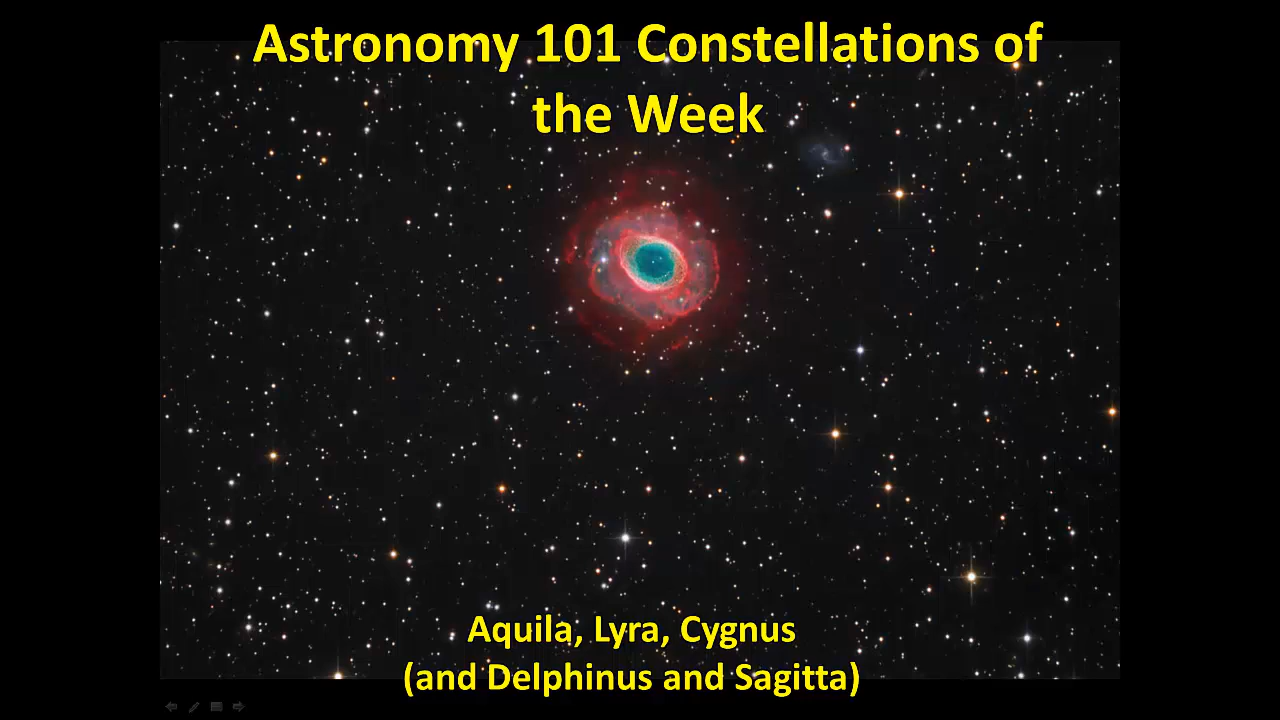 Astronomy 101 Constellations of
the Week
Aquila, Lyra, Cygnus
(and Delphinus and Sagitta)